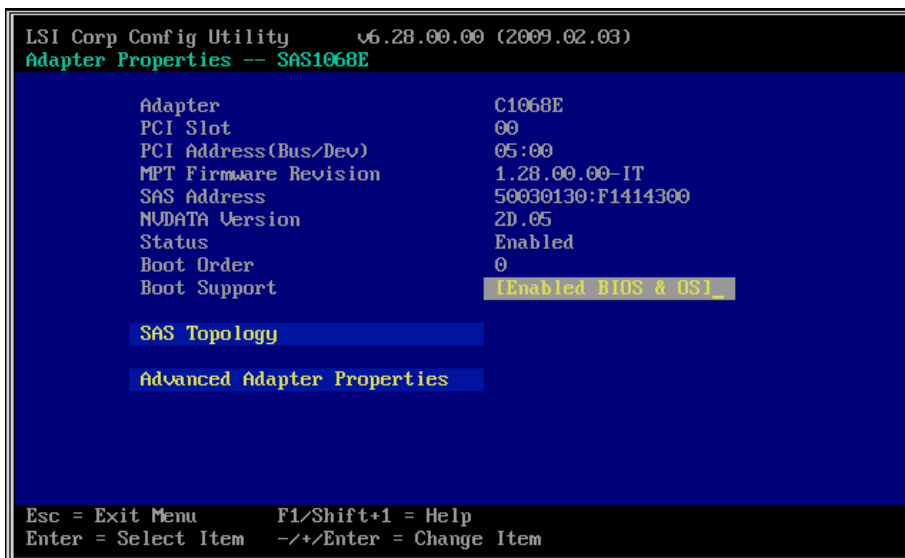 LSI Corp Config Utility v6.28.00.00 (2009.02.03)
Adapter Properties -- SAS1068E
Adapter C1068E
PCI Slot 00
PCI Address(Bus/Dev) 05:00
MPT Firmware Revision 1.28.00.00-IT
SAS Address 50030130:F1414300
NVDATA Version 2D.05
Status Enabled
Boot Order 0
Boot Support [Enabled BIOS & OS]_
SAS Topology
Advanced Adapter Properties
Esc = Exit Menu F1/Shift+1 = Help
Enter = Select Item -/+/Enter = Change Item